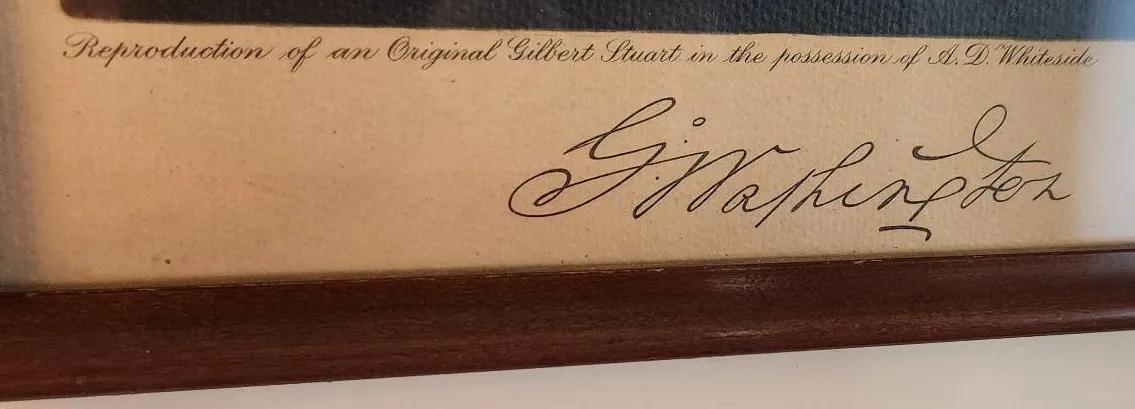 Reproduction of an Original Gilbert Stuart in the possession of A. D. Whiteside
G. Washington